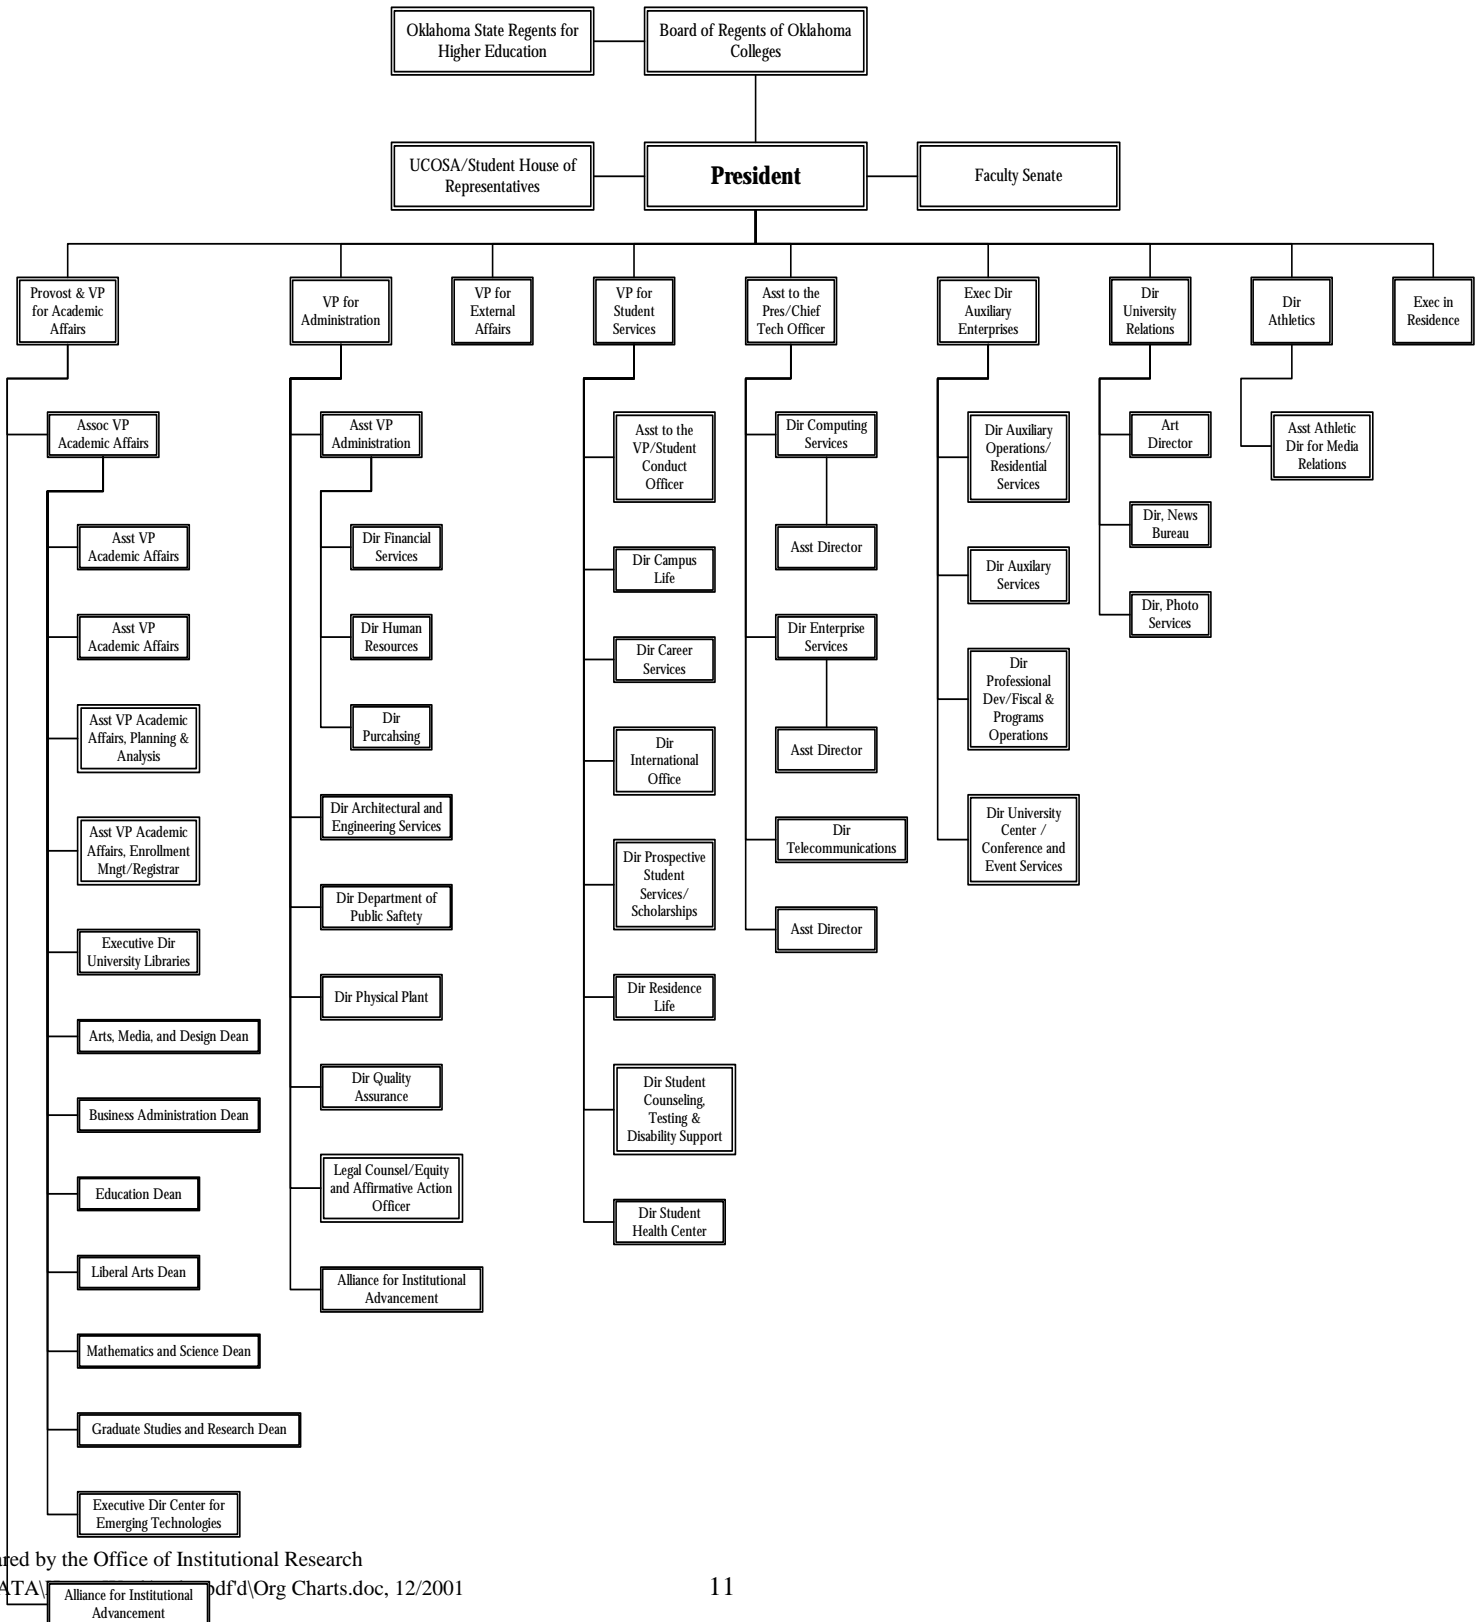 Oklahoma State Regents for
Higher Education
Board of Regents of Oklahoma
Colleges
UCOSA/Student House of
Representatives
President
Faculty Senate
Provost & VP
for Academic
Affairs
VP for
Administration
VP for
External
Affairs
VP for
Student
Services
Asst to the
Pres/Chief
Tech Officer
Exec Dir
Auxiliary
Enterprises
Dir
University
Relations
Dir
Athletics
Exec in
Residence
Assoc VP
Academic Affairs
Asst VP
Academic Affairs
Asst VP
Academic Affairs
Asst VP Academic
Affairs, Planning &
Analysis
Asst VP Academic
Affairs, Enrollment
Mngt/Registrar
Executive Dir
University Libraries
Arts, Media, and Design Dean
Business Administration Dean
Education Dean
Liberal Arts Dean
Mathematics and Science Dean
Graduate Studies and Research Dean
Executive Dir Center for
Emerging Technologies
Alliance for Institutional
Advancement
Asst VP
Administration
Dir Financial
Services
Dir Human
Resources
Dir
Purcahsing
Dir Architectural and
Engineering Services
Dir Department of
Public Saftety
Dir Physical Plant
Dir Quality
Assurance
Legal Counsel/Equity
and Affirmative Action
Officer
Alliance for Institutional
Advancement
Asst to the
VP/Student
Conduct
Officer
Dir Campus
Life
Dir Career
Services
Dir
International
Office
Dir Prospective
Student
Services/
Scholarships
Dir Residence
Life
Dir Student
Counseling,
Testing &
Disability Support
Dir Student
Health Center
Dir Computing
Services
Asst Director
Dir Enterprise
Services
Asst Director
Dir
Telecommunications
Asst Director
Dir Auxiliary
Operations/
Residential
Services
Dir Auxilary
Services
Dir
Professional
Dev/Fiscal &
Programs
Operations
Dir University
Center /
Conference and
Event Services
Art
Director
Dir, News
Bureau
Dir, Photo
Services
Asst Athletic
Dir for Media
Relations
ared by the Office of Institutional Research
ATA\ pdf'd\Org Charts.doc, 12/2001
11